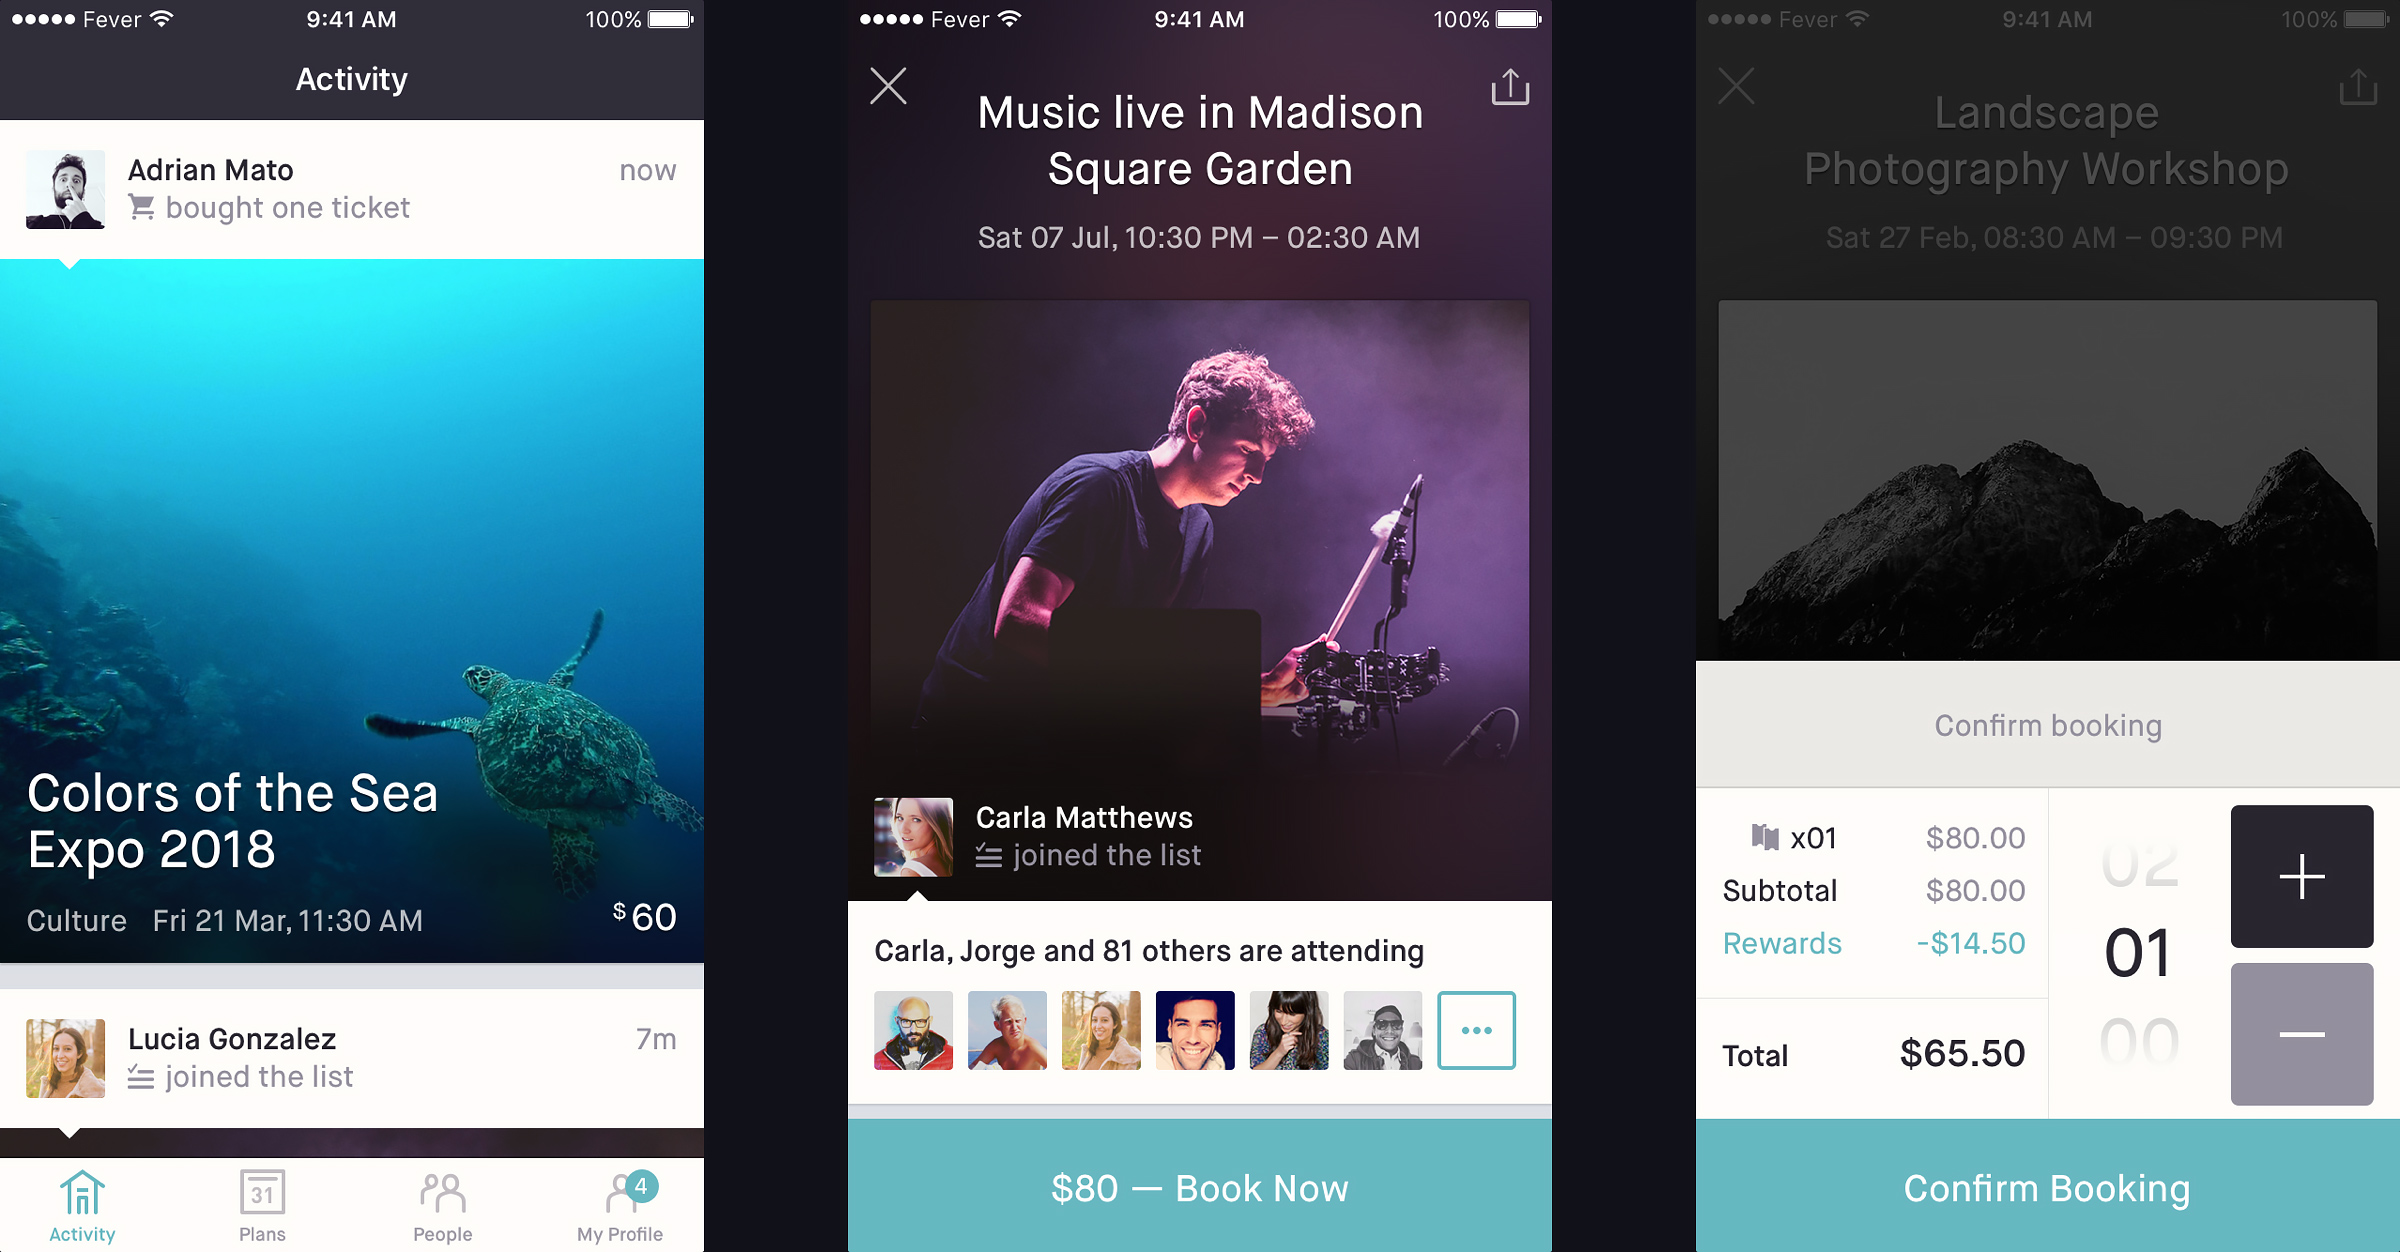 Fever 9:41 AM 100%
Activity
Adrian Mato now
bought one ticket
Colors of the Sea
Expo 2018
Culture Fri 21 Mar, 11:30 AM $60
Lucia Gonzalez 7m
joined the list
31 4
Activity Plans People My Profile
Fever 9:41 AM 100%
Music live in Madison
Square Garden
Sat 07 Jul, 10:30 PM – 02:30 AM
Carla Matthews
joined the list
Carla, Jorge and 81 others are attending
$80 — Book Now
Fever 9:41 AM 100%
Landscape
Photography Workshop
Sat 27 Feb, 08:30 AM – 09:30 PM
Confirm booking
x01 $80.00
Subtotal $80.00
Rewards -$14.50
Total $65.50
02
01
00
Confirm Booking